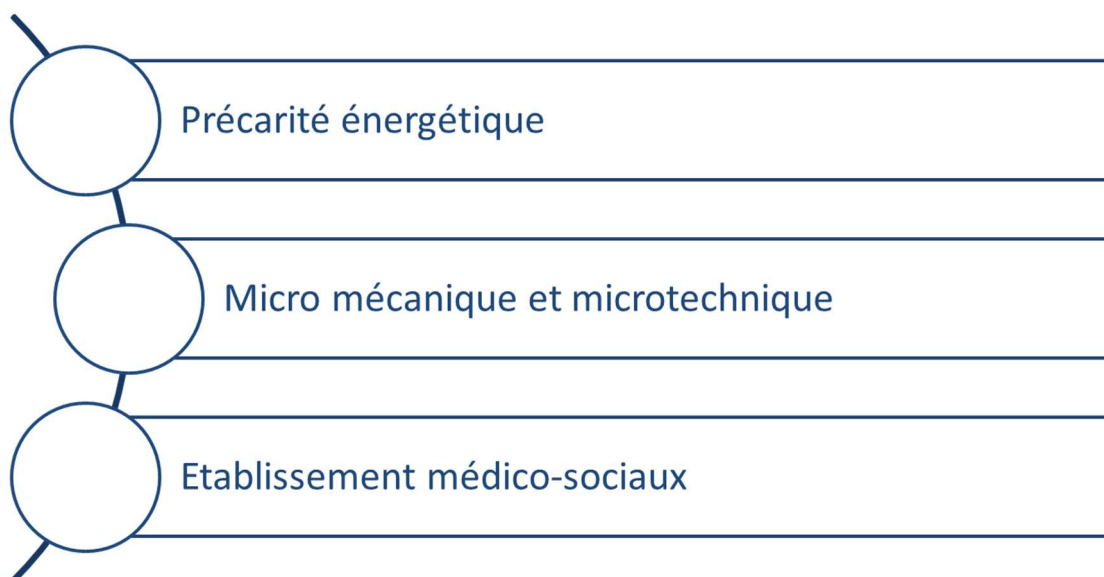 Précarité énergétique
Micro mécanique et microtechnique
Etablissement médico-sociaux